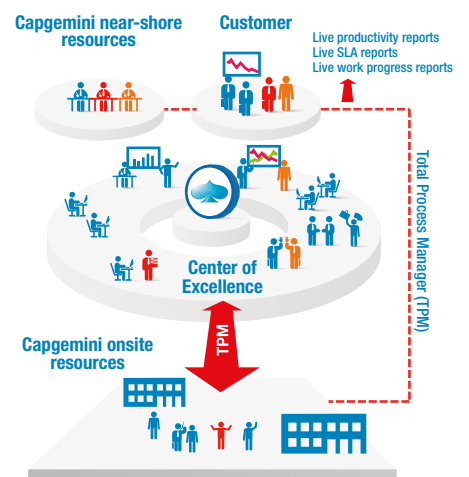 Capgemini near-shore
resources
Customer
Live productivity reports
Live SLA reports
Live work progress reports
Total Process Manager (TPM)
Center of
Excellence
TPM
Capgemini onsite
resources